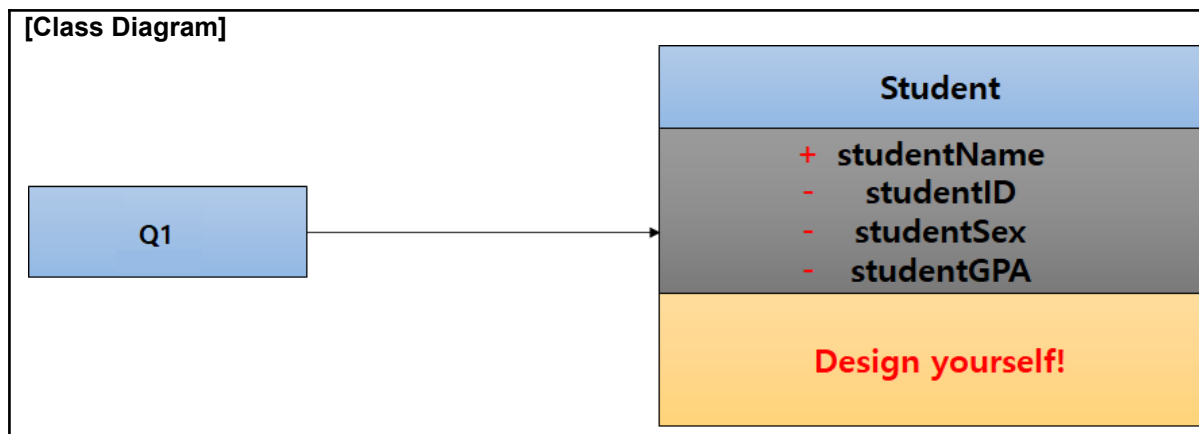 [Class Diagram]
Student
+ studentName
- studentID
- studentSex
- studentGPA
Q1
Design yourself!